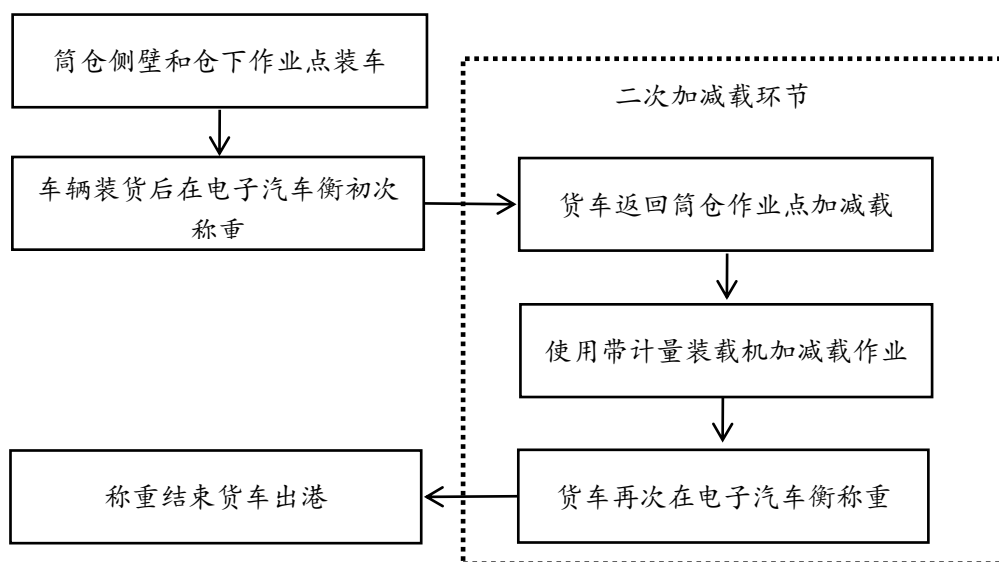 筒仓侧壁和仓下作业点装车
二次加减载环节
车辆装货后在电子汽车衡初次
称重
货车返回筒仓作业点加减载
使用带计量装载机加减载作业
货车再次在电子汽车衡称重
称重结束货车出港